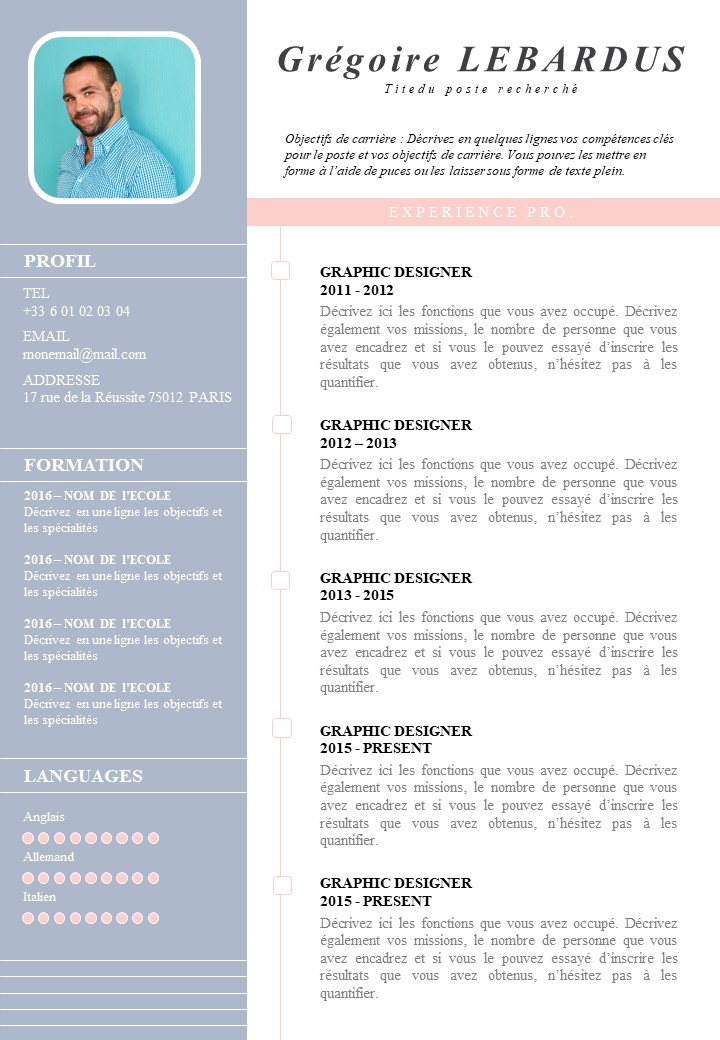 Grégoire LEBARDUS
Titedu poste recherchè
Objectifs de carrière : Décrivez en quelques lignes vos compétences clés
pour le poste et vos objectifs de carrière. Vous pouvez les mettre en
forme à l’aide de puces ou les laisser sous forme de texte plein.
EXPERIENCE PRO.
GRAPHIC DESIGNER
2011 - 2012
Décrivez ici les fonctions que vous avez occupé. Décrivez
également vos missions, le nombre de personne que vous
avez encadrez et si vous le pouvez essayé d’inscrire les
résultats que vous avez obtenus, n’hésitez pas à les
quantifier.
GRAPHIC DESIGNER
2012 – 2013
Décrivez ici les fonctions que vous avez occupé. Décrivez
également vos missions, le nombre de personne que vous
avez encadrez et si vous le pouvez essayé d’inscrire les
résultats que vous avez obtenus, n’hésitez pas à les
quantifier.
GRAPHIC DESIGNER
2013 - 2015
Décrivez ici les fonctions que vous avez occupé. Décrivez
également vos missions, le nombre de personne que vous
avez encadrez et si vous le pouvez essayé d’inscrire les
résultats que vous avez obtenus, n’hésitez pas à les
quantifier.
GRAPHIC DESIGNER
2015 - PRESENT
Décrivez ici les fonctions que vous avez occupé. Décrivez
également vos missions, le nombre de personne que vous
avez encadrez et si vous le pouvez essayé d’inscrire les
résultats que vous avez obtenus, n’hésitez pas à les
quantifier.
GRAPHIC DESIGNER
2015 - PRESENT
Décrivez ici les fonctions que vous avez occupé. Décrivez
également vos missions, le nombre de personne que vous
avez encadrez et si vous le pouvez essayé d’inscrire les
résultats que vous avez obtenus, n’hésitez pas à les
quantifier.
PROFIL
TEL
+33 6 01 02 03 04
EMAIL
monemail@mail.com
ADDRESSE
17 rue de la Réussite 75012 PARIS
FORMATION
2016 – NOM DE l’ECOLE
Décrivez en une ligne les objectifs et
les spécialités
2016 – NOM DE l’ECOLE
Décrivez en une ligne les objectifs et
les spécialités
2016 – NOM DE l’ECOLE
Décrivez en une ligne les objectifs et
les spécialités
2016 – NOM DE l’ECOLE
Décrivez en une ligne les objectifs et
les spécialités
LANGUAGES
Anglais
Allemand
Italien